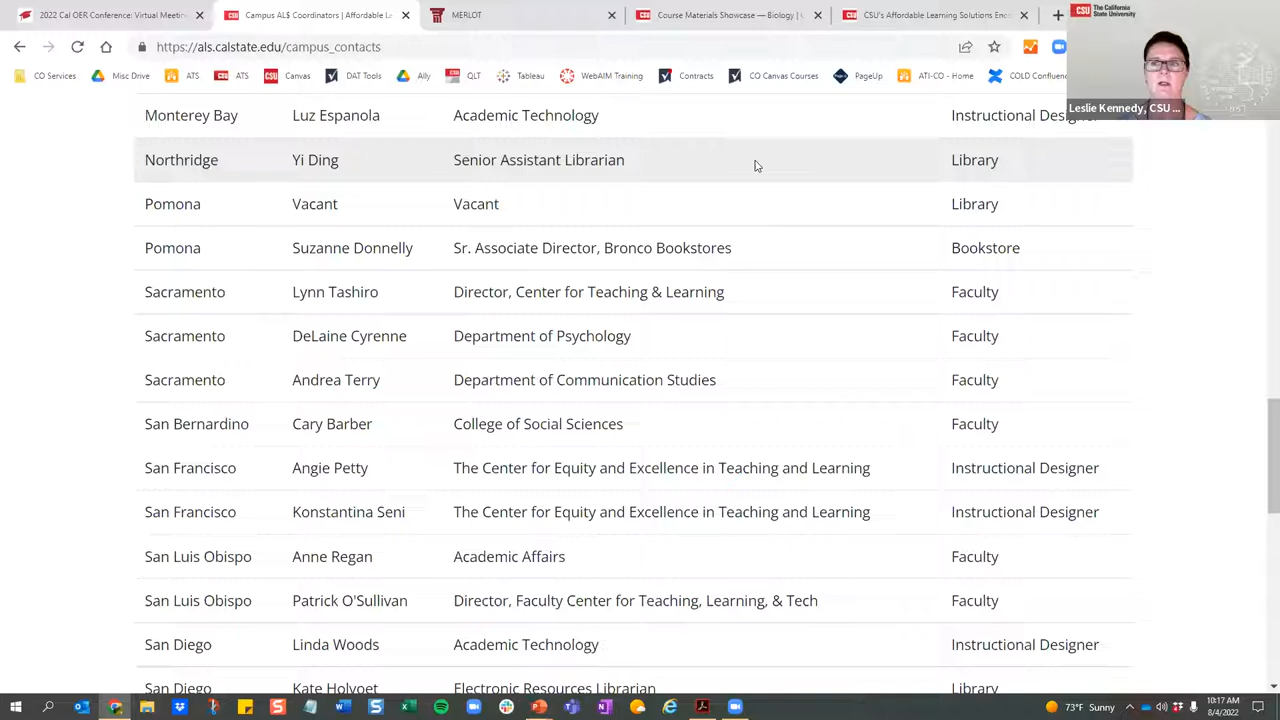 2022 Cal OER Conference Virtual Meetin
Campus AL$ Coordinators | Affordable Le
MERLOT
Course Materials Showcase — Biology |
CSU's Affordable Learning Solutions Enc
CSU The California State University
https://als.calstate.edu/campus_contacts
CO Services
Misc Drive
ATS
ATS
Canvas
DAT Tools
Ally
QLT
Tableau
WebAIM Training
Contracts
CO Canvas Courses
PageUp
ATI-CO - Home
COLD Confluenc
Leslie Kennedy, CSU ...
Monterey Bay Luz Espanola Academic Technology Instructional Designer
Northridge Yi Ding Senior Assistant Librarian Library
Pomona Vacant Vacant Library
Pomona Suzanne Donnelly Sr. Associate Director, Bronco Bookstores Bookstore
Sacramento Lynn Tashiro Director, Center for Teaching & Learning Faculty
Sacramento DeLaine Cyrenne Department of Psychology Faculty
Sacramento Andrea Terry Department of Communication Studies Faculty
San Bernardino Cary Barber College of Social Sciences Faculty
San Francisco Angie Petty The Center for Equity and Excellence in Teaching and Learning Instructional Designer
San Francisco Konstantina Seni The Center for Equity and Excellence in Teaching and Learning Instructional Designer
San Luis Obispo Anne Regan Academic Affairs Faculty
San Luis Obispo Patrick O'Sullivan Director, Faculty Center for Teaching, Learning, & Tech Faculty
San Diego Linda Woods Academic Technology Instructional Designer
San Diego Kate Holvoet Electronic Resources Librarian Library
73°F Sunny
10:17 AM
8/4/2022